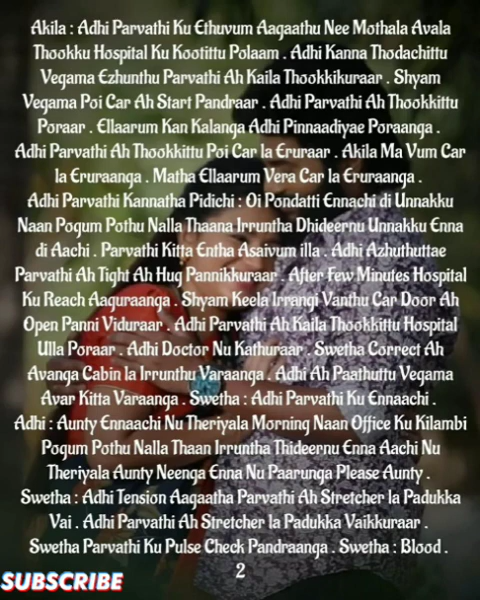 Akila : Adhi Parvathi Ku Ethuvum Aagaathu Nee Mothala Avala
Thookku Hospital Ku Kootittu Polaam . Adhi Kanna Thodachittu
Vegama Ezhunthu Parvathi Ah Kaila Thookkikuraar . Shyam
Vegama Poi Car Ah Start Pandraar . Adhi Parvathi Ah Thookkittu
Poraar . Ellaarum Kan Kalanga Adhi Pinnaadiyae Poraanga .
Adhi Parvathi Ah Thookkittu Poi Car la Eruraar . Akila Ma Vum Car
la Eruraanga . Matha Ellaarum Vera Car la Eruraanga .
Adhi Parvathi Kannatha Pidichi : Oi Pondatti Ennachi di Unnakku
Naan Pogum Pothu Nalla Thaana Irruntha Dhideernu Unnakku Enna
di Aachi . Parvathi Kitta Entha Asaivum illa . Adhi Azhuthuttae
Parvathi Ah Tight Ah Hug Pannikkuraar . After Few Minutes Hospital
Ku Reach Aaguraanga . Shyam Keela Irrangi Vanthu Car Door Ah
Open Panni Viduraar . Adhi Parvathi Ah Kaila Thookkittu Hospital
Ulla Poraar . Adhi Doctor Nu Kathuraar . Swetha Correct Ah
Avanga Cabin la Irrunthu Varaanga . Adhi Ah Paathuttu Vegama
Avar Kitta Varaanga . Swetha : Adhi Parvathi Ku Ennaachi .
Adhi : Aunty Ennaachi Nu Theriyala Morning Naan Office Ku Kilambi
Pogum Pothu Nalla Thaan Irruntha Thideernu Enna Aachi Nu
Theriyala Aunty Neenga Enna Nu Paarunga Please Aunty .
Swetha : Adhi Tension Aagaatha Parvathi Ah Stretcher la Padukka
Vai . Adhi Parvathi Ah Stretcher la Padukka Vaikkuraar .
Swetha Parvathi Ku Pulse Check Pandraanga . Swetha : Blood .
SUBSCRIBE
2